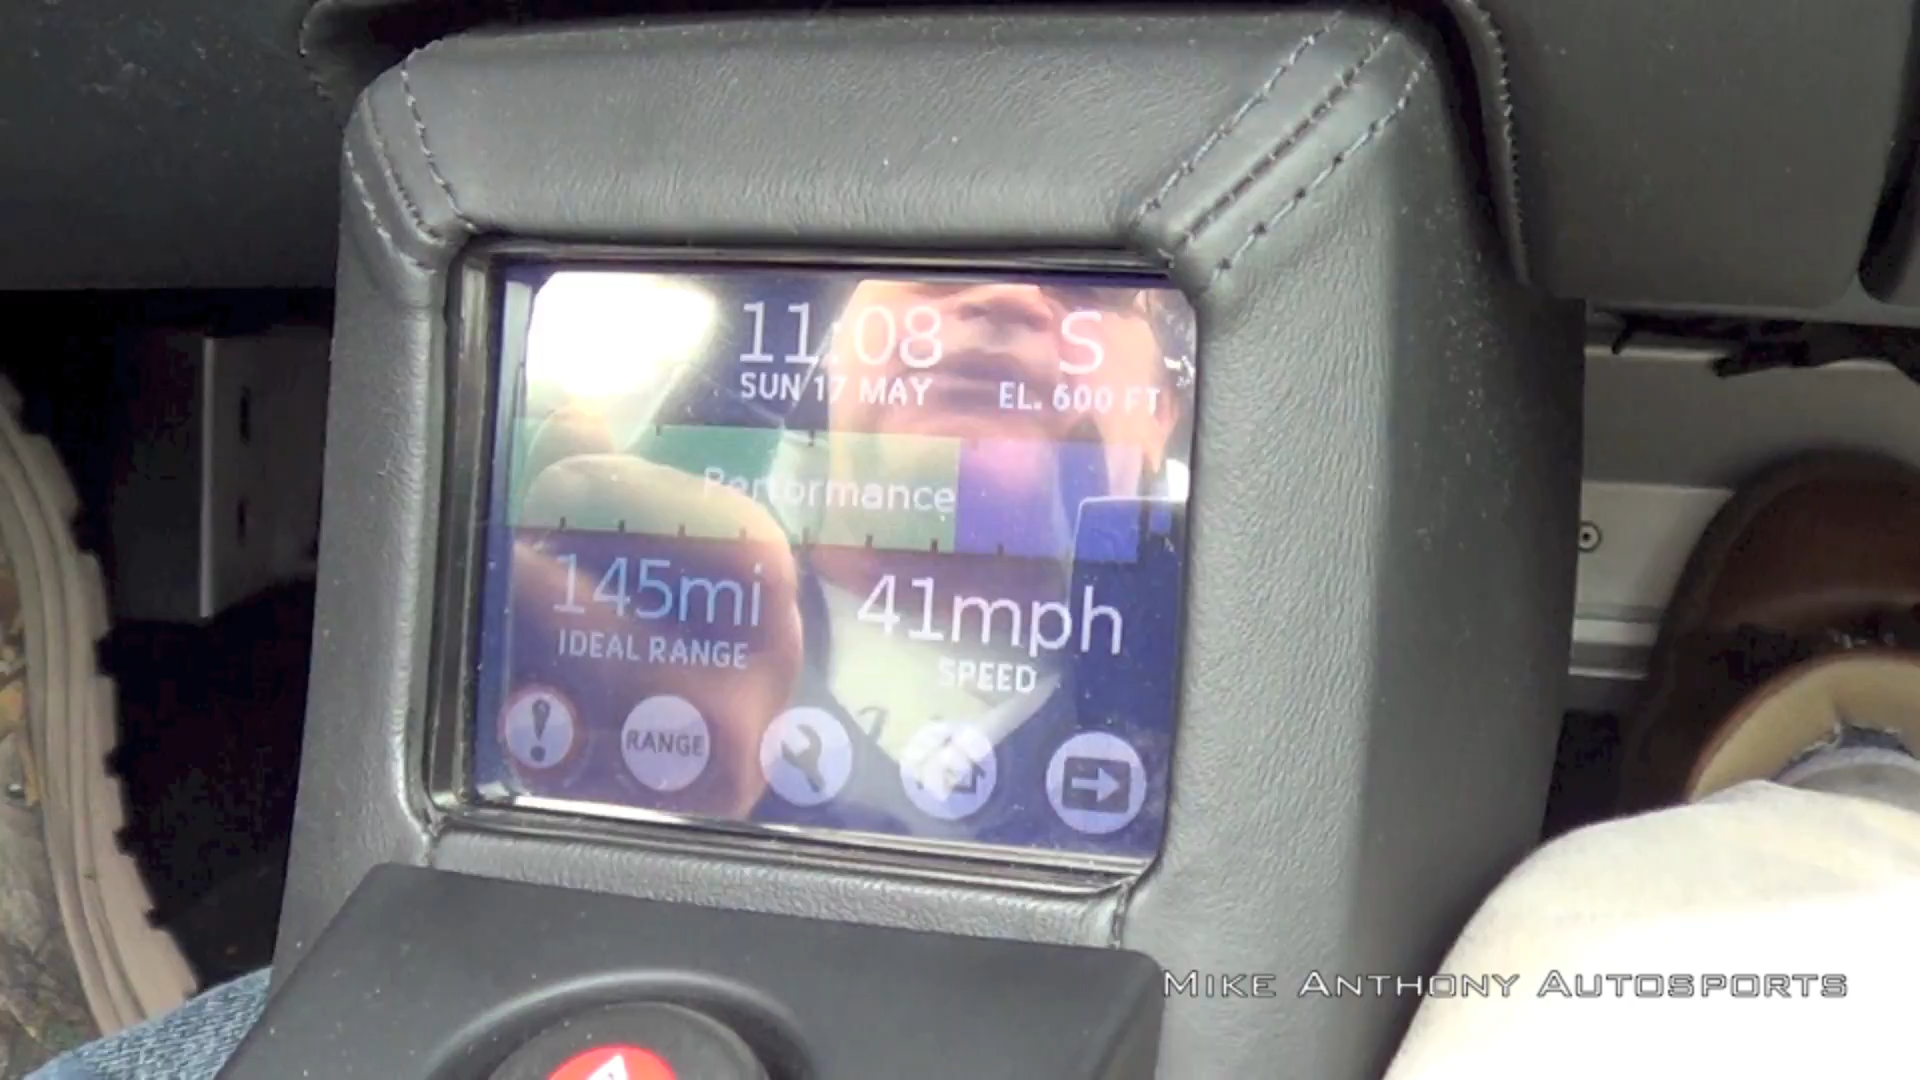 11:08
S
SUN 17 MAY
EL. 600 FT
Performance
145mi
41mph
IDEAL RANGE
SPEED
!
RANGE
MIKE ANTHONY AUTOSPORTS